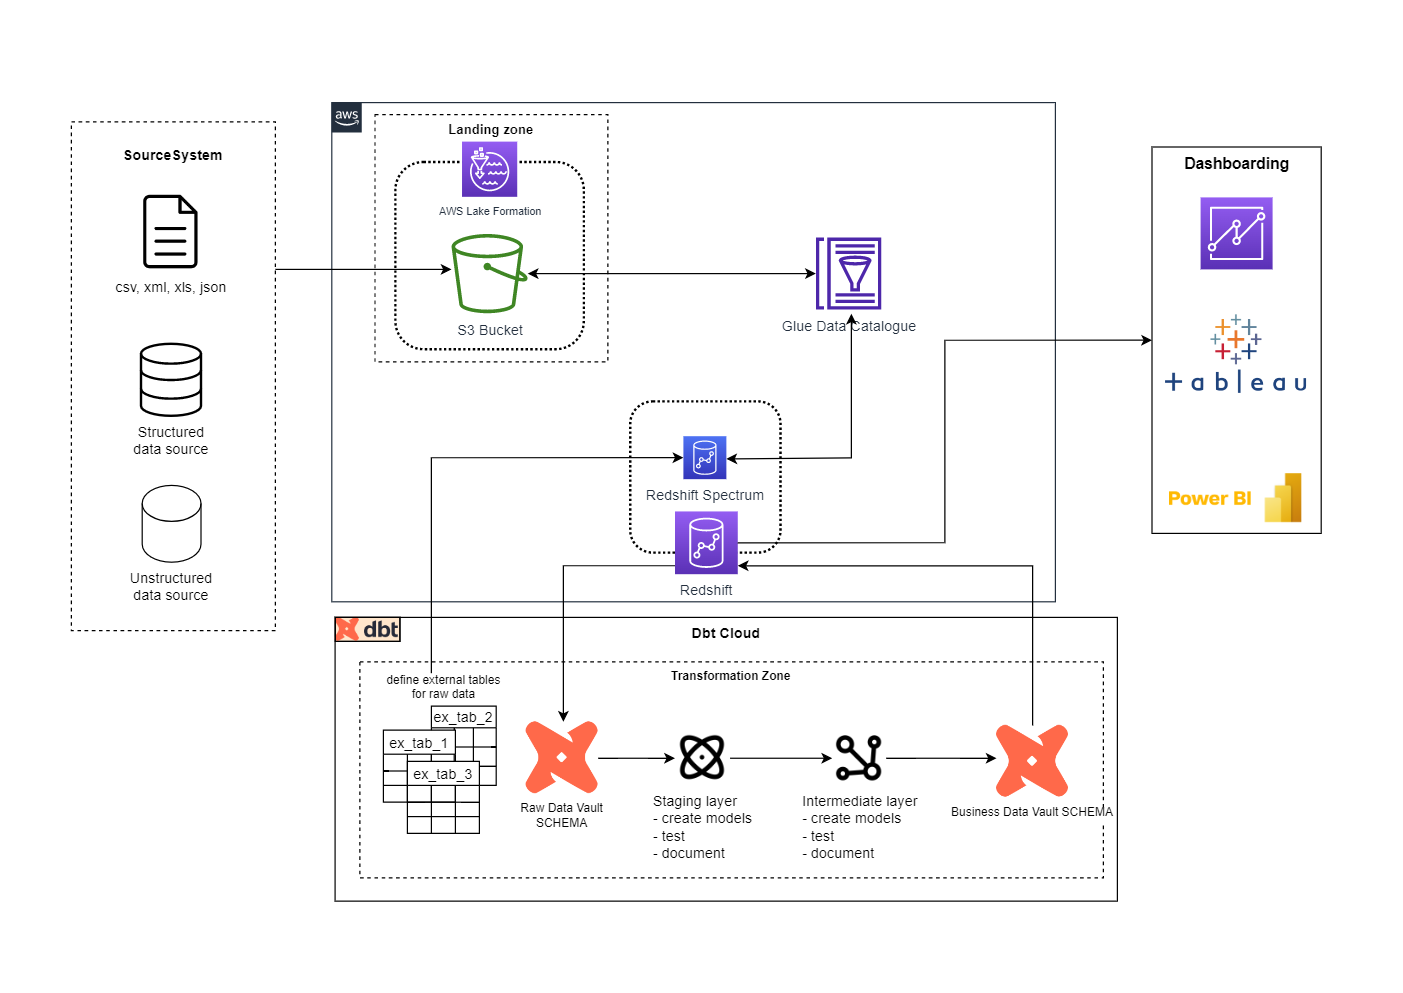 SourceSystem
csv, xml, xls, json
Structured
data source
Unstructured
data source
aws
Landing zone
AWS Lake Formation
S3 Bucket
Glue Data Catalogue
Redshift Spectrum
Redshift
Dashboarding
+ableau
Power BI
dbt
Dbt Cloud
Transformation Zone
define external tables
for raw data
ex_tab_2
ex_tab_1
ex_tab_3
Raw Data Vault
SCHEMA
Staging layer
- create models
- test
- document
Intermediate layer
- create models
- test
- document
Business Data Vault SCHEMA